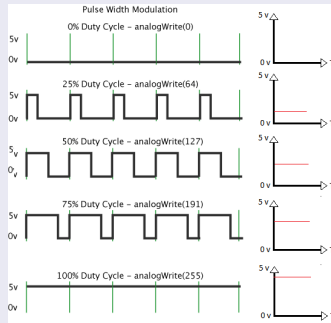 Pulse Width Modulation
0% Duty Cycle – analogWrite(0)
5v
0v
5 v
0 v
25% Duty Cycle – analogWrite(64)
5v
0v
5 v
0 v
50% Duty Cycle – analogWrite(127)
5v
0v
5 v
0 v
75% Duty Cycle – analogWrite(191)
5v
0v
5 v
0 v
100% Duty Cycle – analogWrite(255)
5v
0v
5 v
0 v